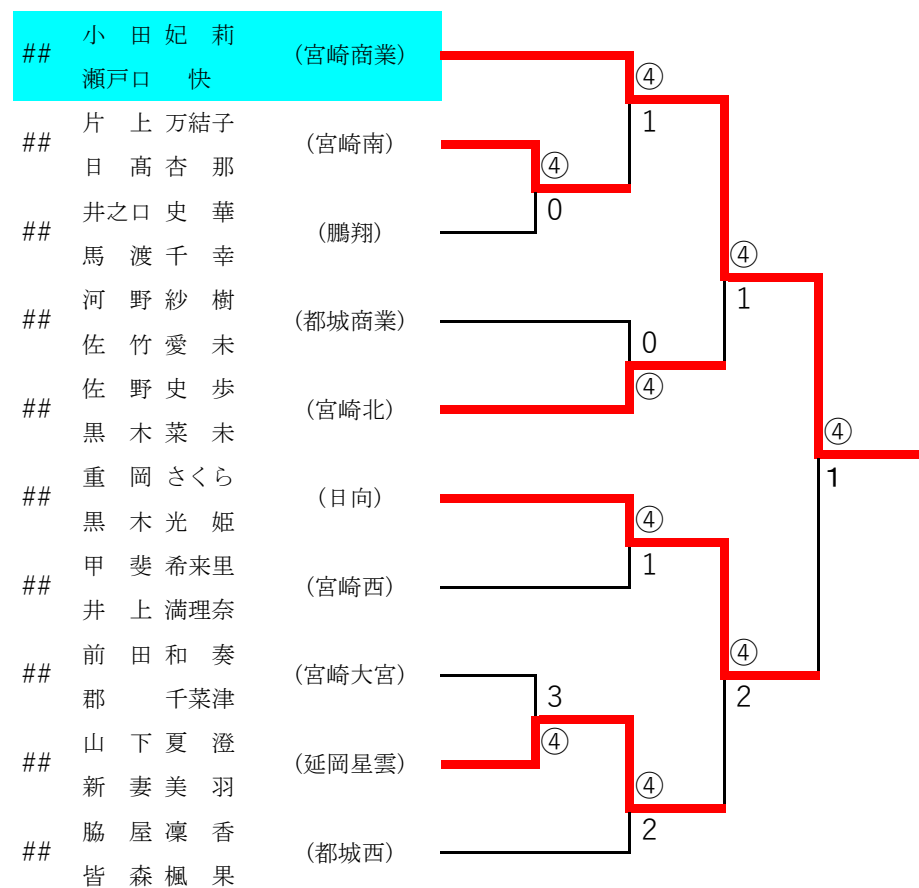 小 田 妃 莉
## (宮崎商業)
瀬戸口 快
④
片 上 万結子
1
## (宮崎南)
日 髙 杏 那
④
井之口 史 華
0
## (鵬翔)
馬 渡 千 幸
④
河 野 紗 樹
1
## (都城商業)
佐 竹 愛 未
0
佐 野 史 歩
④
## (宮崎北)
黒 木 菜 未
④
重 岡 さくら
1
## (日向)
黒 木 光 姫
④
甲 斐 希来里
1
## (宮崎西)
井 上 満理奈
前 田 和 奏
④
## (宮崎大宮)
郡 千菜津
3
2
山 下 夏 澄
④
## (延岡星雲)
新 妻 美 羽
④
脇 屋 凜 香
2
## (都城西)
皆 森 楓 果